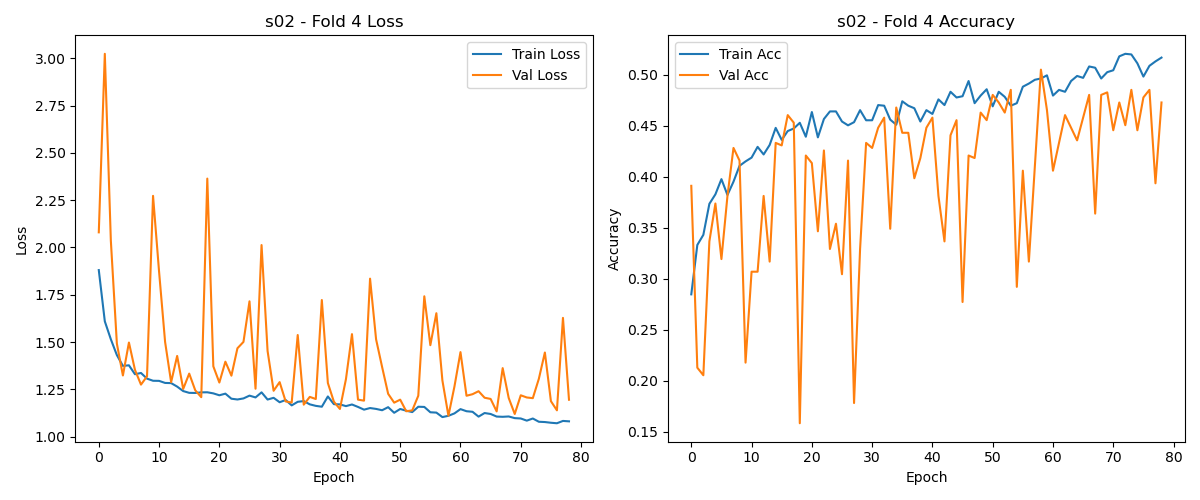 s02 - Fold 4 Loss
Loss
3.00
2.75
2.50
2.25
2.00
1.75
1.50
1.25
1.00
Train Loss
Val Loss
0 10 20 30 40 50 60 70 80
Epoch
s02 - Fold 4 Accuracy
Accuracy
0.50
0.45
0.40
0.35
0.30
0.25
0.20
0.15
Train Acc
Val Acc
0 10 20 30 40 50 60 70 80
Epoch